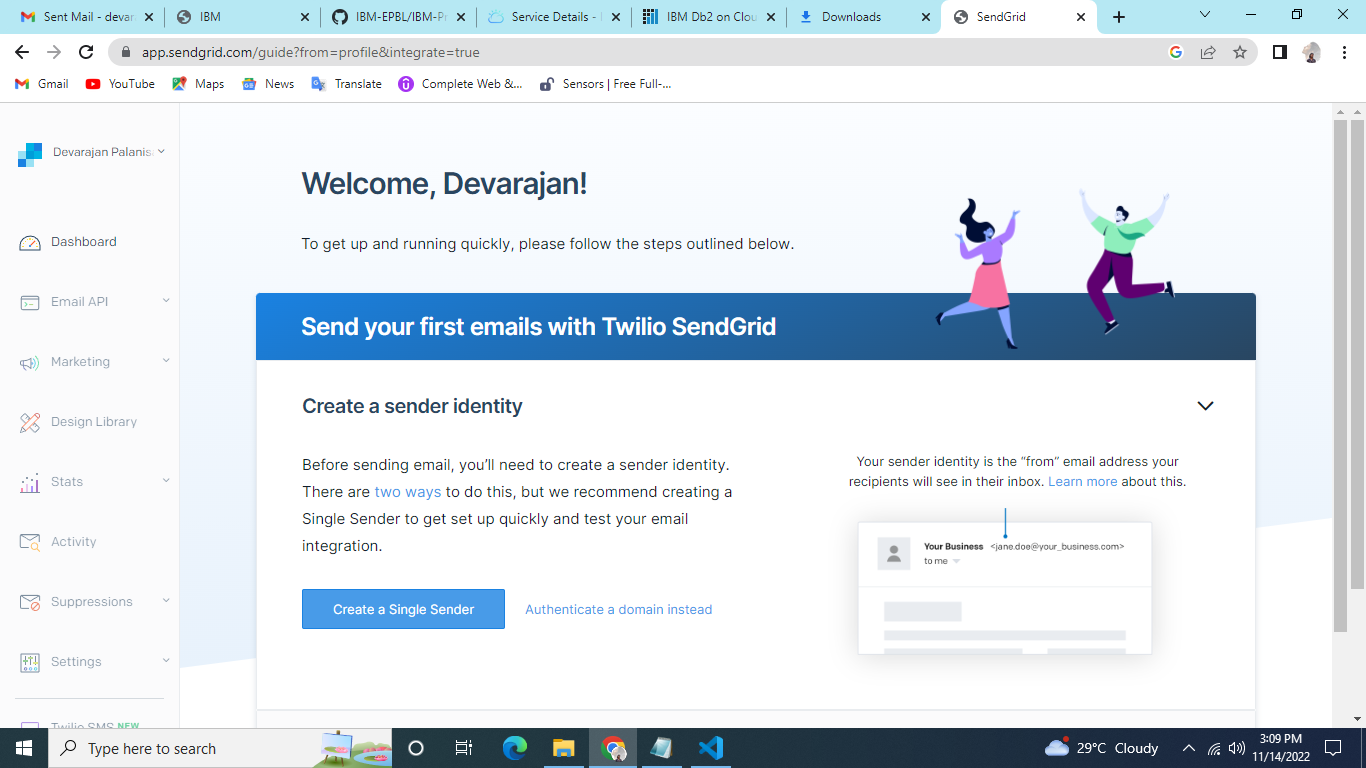 Sent Mail - devara
IBM
IBM-EPBL/IBM-Pr
Service Details - I
IBM Db2 on Clou
Downloads
SendGrid
app.sendgrid.com/guide?from=profile&integrate=true
Gmail
YouTube
Maps
News
Translate
Complete Web &...
Sensors | Free Full-...
Devarajan Palanisa
Dashboard
Email API
Marketing
Design Library
Stats
Activity
Suppressions
Settings
Twilio SMS NEW
Welcome, Devarajan!
To get up and running quickly, please follow the steps outlined below.
Send your first emails with Twilio SendGrid
Create a sender identity
Before sending email, you’ll need to create a sender identity.
There are two ways to do this, but we recommend creating a
Single Sender to get set up quickly and test your email
integration.
Create a Single Sender
Authenticate a domain instead
Your sender identity is the “from” email address your
recipients will see in their inbox. Learn more about this.
Your Business <jane.doe@your_business.com>
to me
Type here to search
29°C Cloudy
3:09 PM
11/14/2022